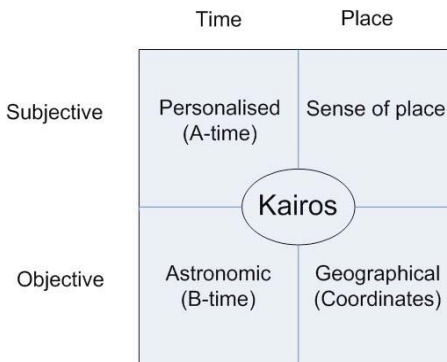 Time Place
Subjective Personalised Sense of place
(A-time)
Kairos
Objective Astronomic Geographical
(B-time) (Coordinates)